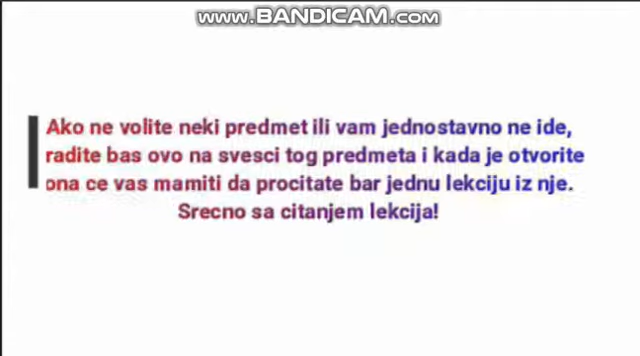 www.BANDICAM.com
Ako ne volite neki predmet ili vam jednostavno ne ide,
radite bas ovo na svesci tog predmeta i kada je otvorite
ona ce vas mamiti da procitate bar jednu lekciju iz nje.
Srecno sa citanjem lekcija!